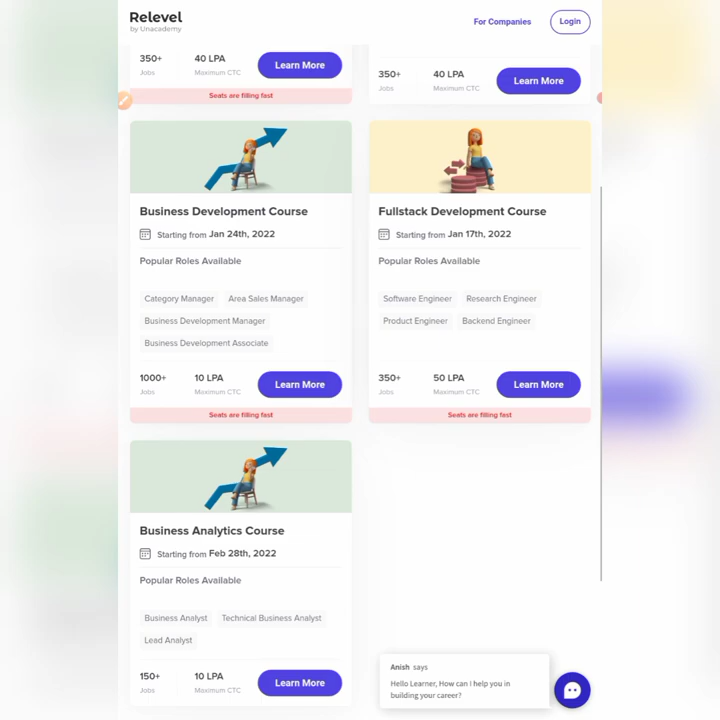 Relevel
by Unacademy
For Companies
Login
350+
Jobs
40 LPA
Maximum CTC
Learn More
Seats are filling fast
350+
Jobs
40 LPA
Maximum CTC
Learn More
Business Development Course
Starting from Jan 24th, 2022
Popular Roles Available
Category Manager
Area Sales Manager
Business Development Manager
Business Development Associate
1000+
Jobs
10 LPA
Maximum CTC
Learn More
Seats are filling fast
Fullstack Development Course
Starting from Jan 17th, 2022
Popular Roles Available
Software Engineer
Research Engineer
Product Engineer
Backend Engineer
350+
Jobs
50 LPA
Maximum CTC
Learn More
Seats are filling fast
Business Analytics Course
Starting from Feb 28th, 2022
Popular Roles Available
Business Analyst
Technical Business Analyst
Lead Analyst
150+
Jobs
10 LPA
Maximum CTC
Learn More
Anish says
Hello Learner, How can I help you in
building your career?